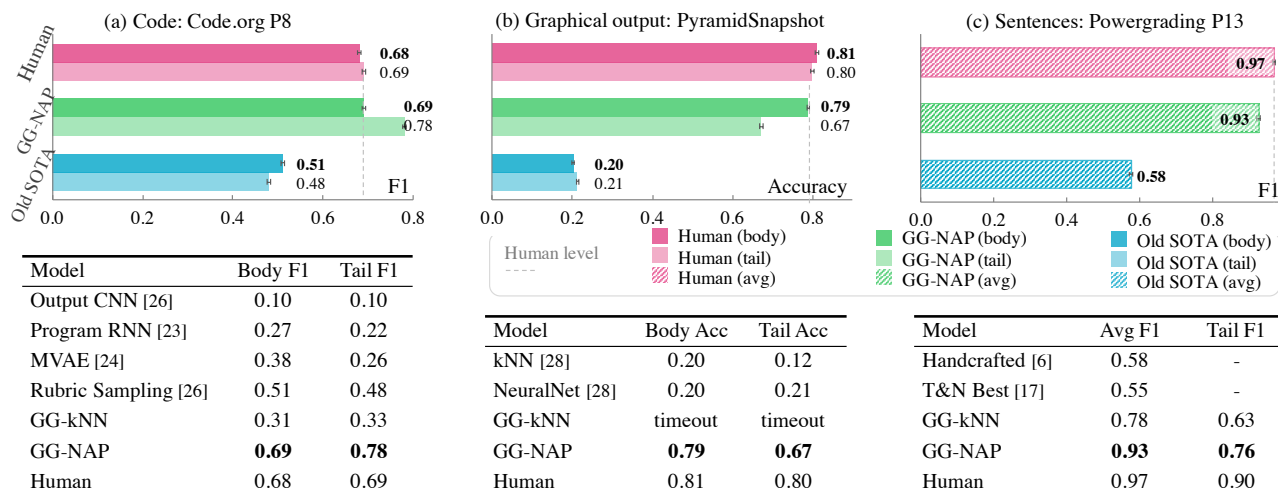 (a) Code: Code.org P8
Human
GG-NAP
Old SOTA
0.68
0.69
0.69
0.78
0.51
0.48
F1
0.0 0.2 0.4 0.6 0.8
(b) Graphical output: PyramidSnapshot
0.81
0.80
0.79
0.67
0.20
0.21
Accuracy
0.0 0.2 0.4 0.6 0.8
(c) Sentences: Powergrading P13
0.97
0.93
0.58
F1
0.0 0.2 0.4 0.6 0.8
Human level
Human (body)
Human (tail)
Human (avg)
GG-NAP (body)
GG-NAP (tail)
GG-NAP (avg)
Old SOTA (body)
Old SOTA (tail)
Old SOTA (avg)
Model Body F1 Tail F1
Output CNN [26] 0.10 0.10
Program RNN [23] 0.27 0.22
MVAE [24] 0.38 0.26
Rubric Sampling [26] 0.51 0.48
GG-kNN 0.31 0.33
GG-NAP 0.69 0.78
Human 0.68 0.69
Model Body Acc Tail Acc
kNN [28] 0.20 0.12
NeuralNet [28] 0.20 0.21
GG-kNN timeout timeout
GG-NAP 0.79 0.67
Human 0.81 0.80
Model Avg F1 Tail F1
Handcrafted [6] 0.58 -
T&N Best [17] 0.55 -
GG-kNN 0.78 0.63
GG-NAP 0.93 0.76
Human 0.97 0.90